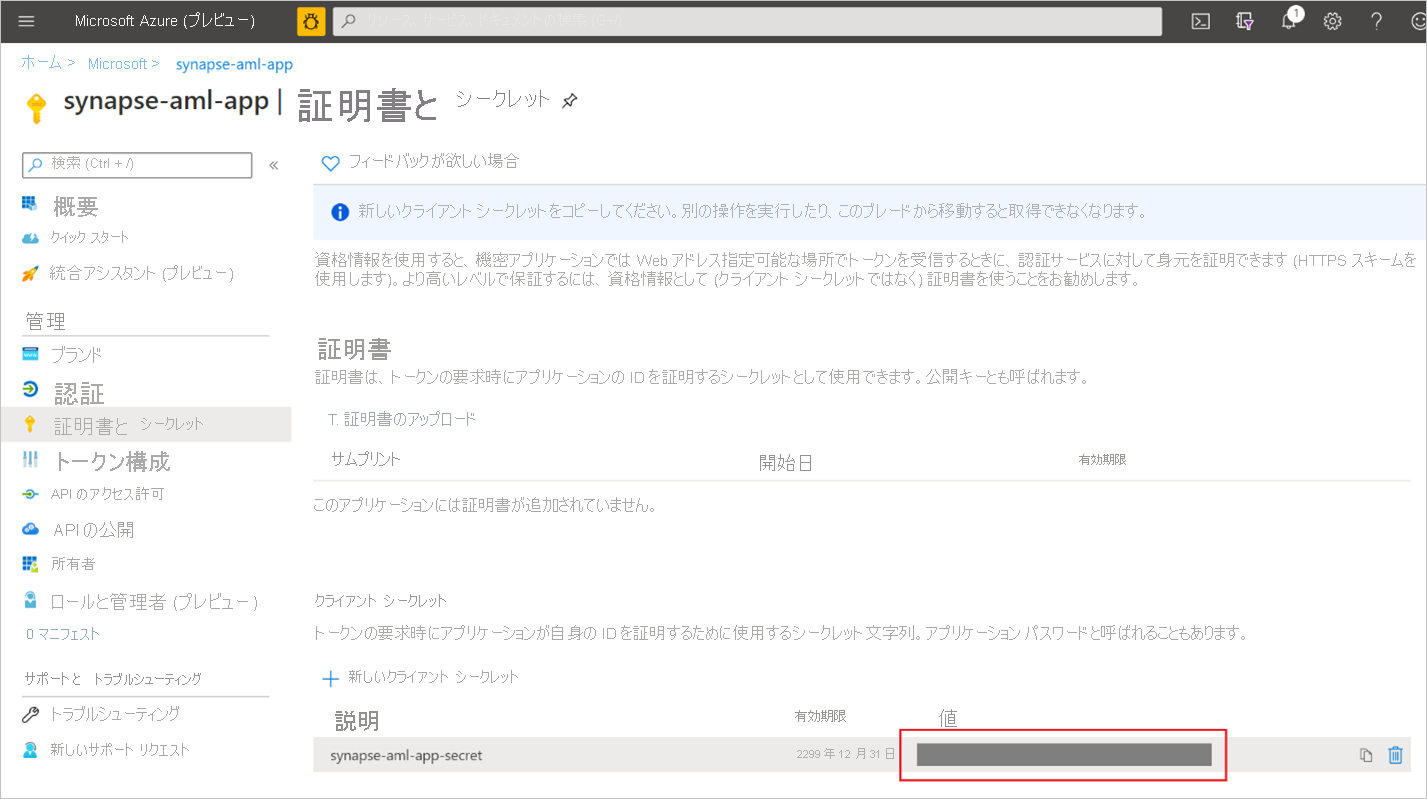 Microsoft Azure (プレビュー)
リソース、サービス、ドキュメントの検索 (G+/)
1
ホーム > Microsoft > synapse-aml-app
synapse-aml-app | 証明書と シークレット
検索 (Ctrl + /)
«
フィードバックが欲しい場合
新しいクライアント シークレットをコピーしてください。別の操作を実行したり、このブレードから移動すると取得できなくなります。
概要
クイック スタート
統合アシスタント (プレビュー)
資格情報を使用すると、機密アプリケーションでは Web アドレス指定可能な場所でトークンを受信するときに、認証サービスに対して身元を証明できます (HTTPS スキームを
使用します)。より高いレベルで保証するには、資格情報として (クライアント シークレットではなく) 証明書を使うことをお勧めします。
管理
ブランド
認証
証明書と シークレット
トークン構成
API のアクセス許可
API の公開
所有者
ロールと管理者 (プレビュー)
0 マニフェスト
サポートと トラブルシューティング
トラブルシューティング
新しいサポート リクエスト
証明書
証明書は、トークンの要求時にアプリケーションの ID を証明するシークレットとして使用できます。公開キーとも呼ばれます。
T. 証明書のアップロード
サムプリント 開始日 有効期限
このアプリケーションには証明書が追加されていません。
クライアント シークレット
トークンの要求時にアプリケーションが自身の ID を証明するために使用するシークレット文字列。アプリケーション パスワードと呼ばれることもあります。
新しいクライアント シークレット
説明 有効期限 値
synapse-aml-app-secret 2299 年 12 月 31 日